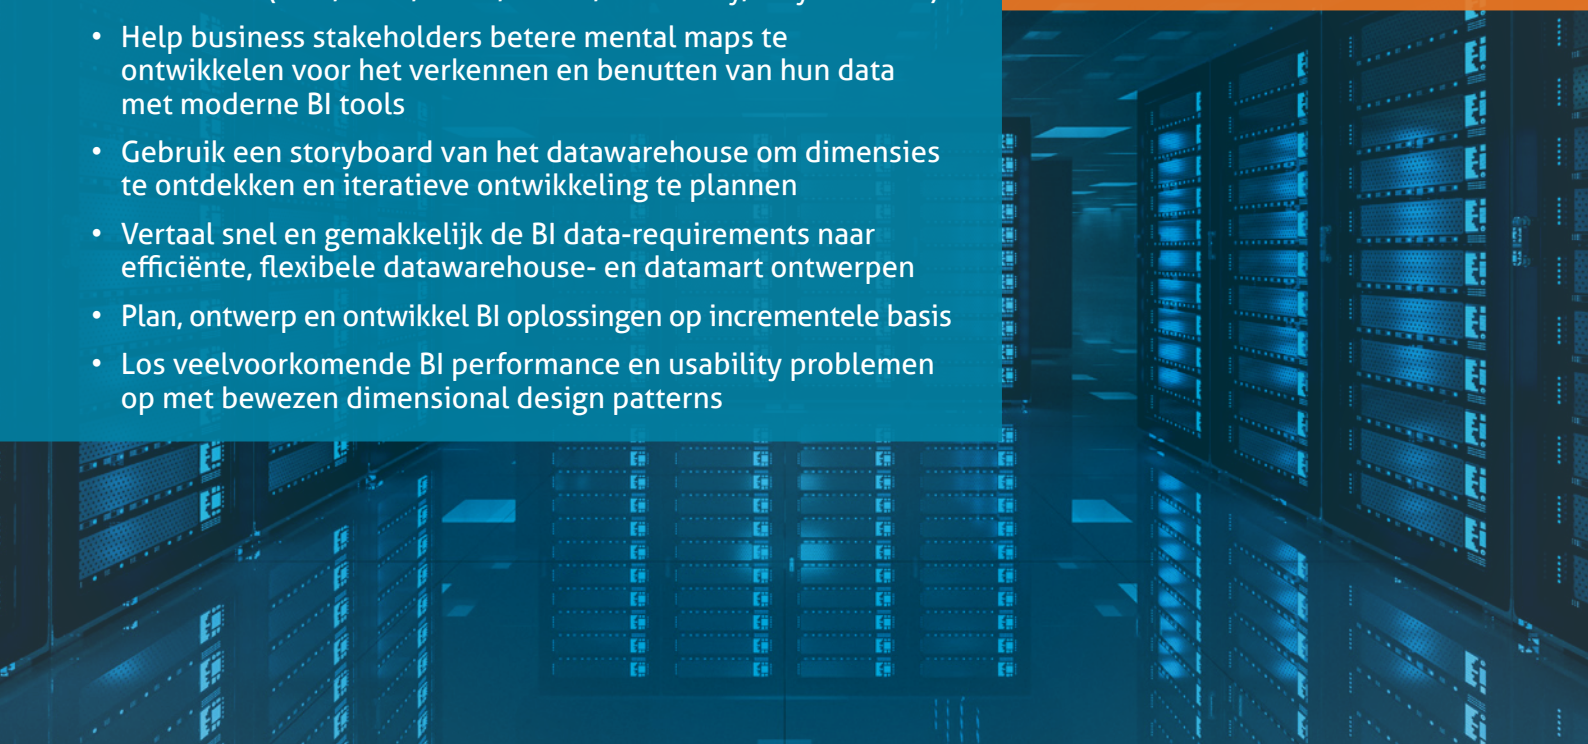 • Help business stakeholders betere mental maps te
ontwikkelen voor het verkennen en benutten van hun data
met moderne BI tools
• Gebruik een storyboard van het datawarehouse om dimensies
te ontdekken en iteratieve ontwikkeling te plannen
• Vertaal snel en gemakkelijk de BI data-requirements naar
efficiënte, flexibele datawarehouse- en datamart ontwerpen
• Plan, ontwerp en ontwikkel BI oplossingen op incrementele basis
• Los veelvoorkomende BI performance en usability problemen
op met bewezen dimensional design patterns